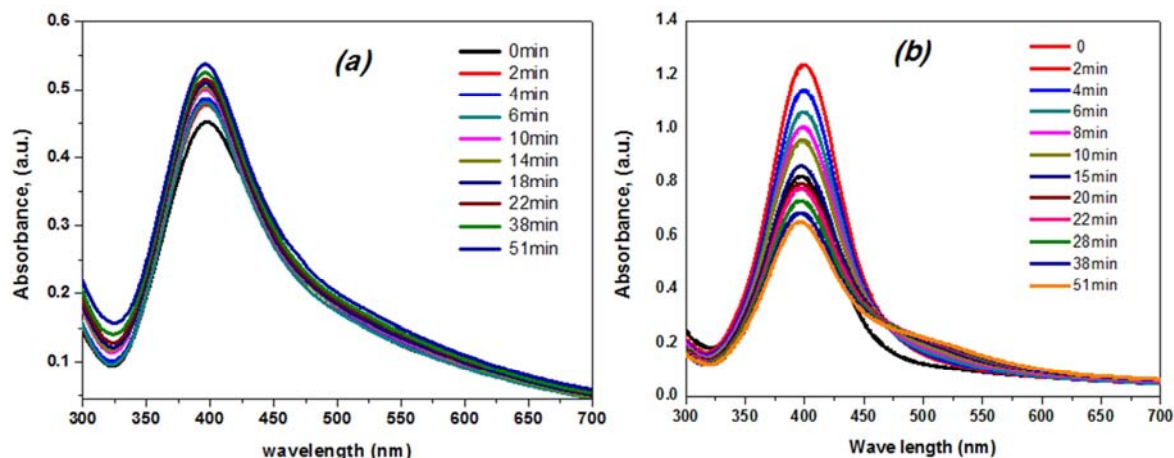 (a)
0min
2min
4min
6min
10min
14min
18min
22min
38min
51min
0.6
0.5
0.4
0.3
0.2
0.1
Absorbance, (a.u.)
300 350 400 450 500 550 600 650 700
wavelength (nm)
(b)
0
2min
4min
6min
8min
10min
15min
20min
22min
28min
38min
51min
1.4
1.2
1.0
0.8
0.6
0.4
0.2
0.0
Absorbance, (a.u.)
300 350 400 450 500 550 600 650 700
Wave length (nm)